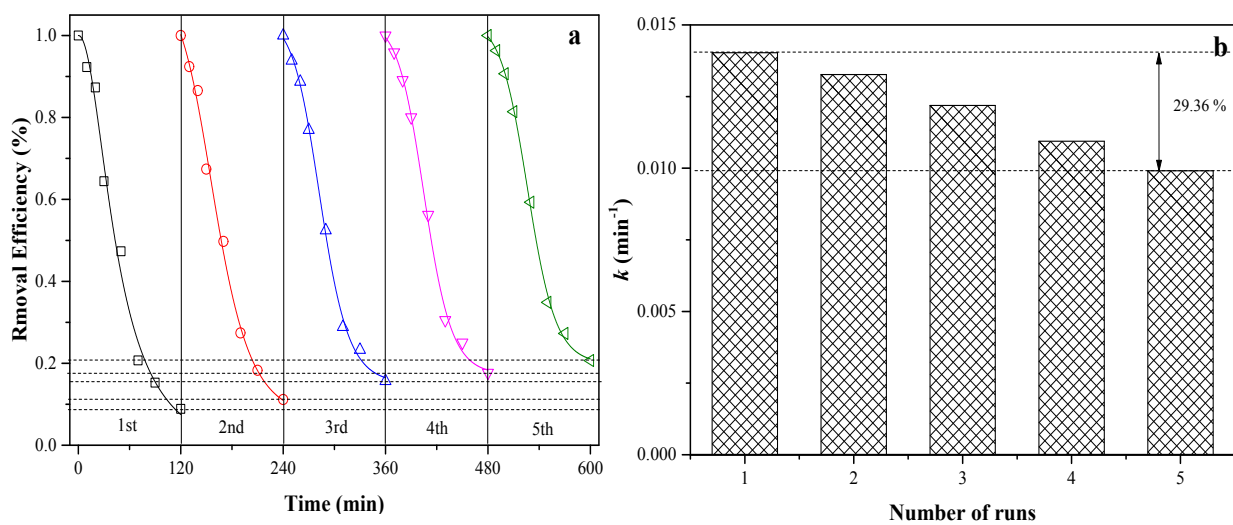 a
Rmoval Efficiency (%)
1.0
0.8
0.6
0.4
0.2
0.0
1st
2nd
3rd
4th
5th
0
120
240
360
480
600
Time (min)
b
k (min⁻¹)
0.015
0.010
0.005
0.000
29.36 %
1
2
3
4
5
Number of runs